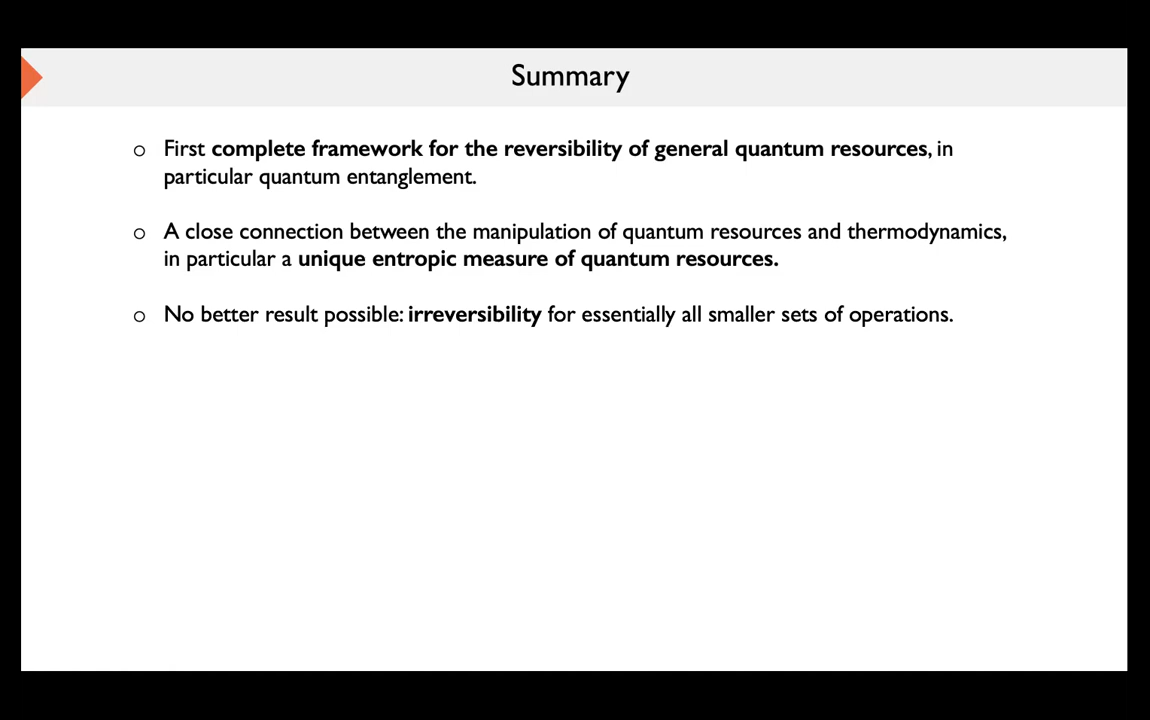 Summary
First complete framework for the reversibility of general quantum resources, in
particular quantum entanglement.
A close connection between the manipulation of quantum resources and thermodynamics,
in particular a unique entropic measure of quantum resources.
No better result possible: irreversibility for essentially all smaller sets of operations.